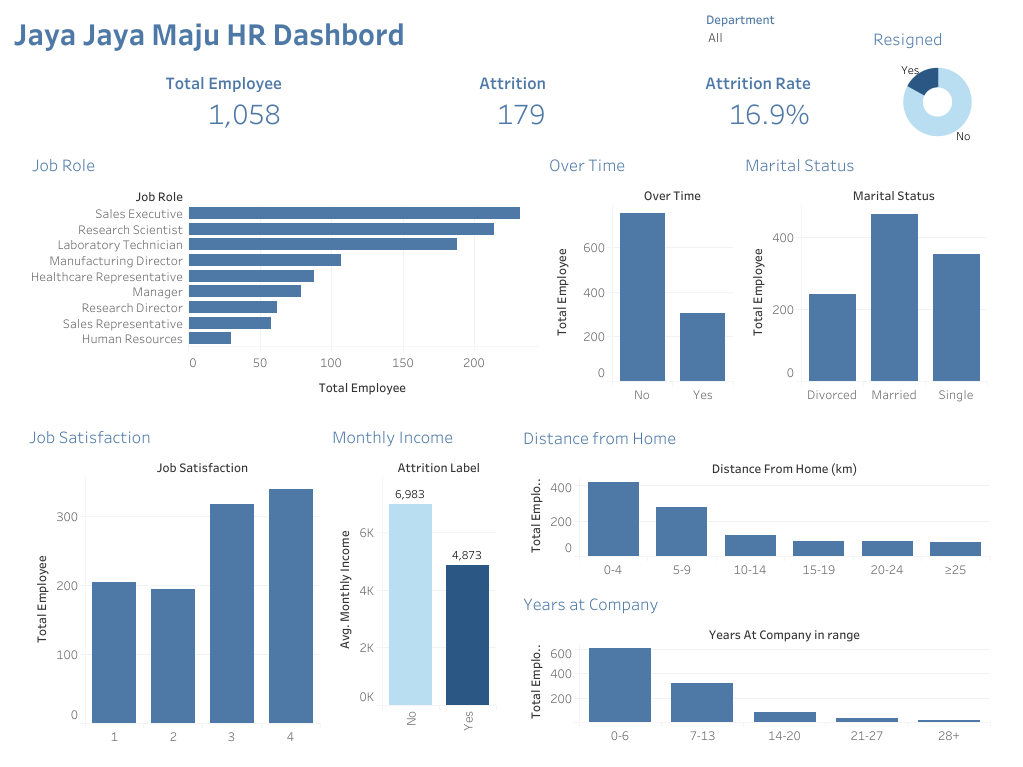 Jaya Jaya Maju HR Dashbord
Department
All
Resigned
Yes
No
Total Employee
1,058
Attrition
179
Attrition Rate
16.9%
Job Role
Job Role
Sales Executive
Research Scientist
Laboratory Technician
Manufacturing Director
Healthcare Representative
Manager
Research Director
Sales Representative
Human Resources
0 50 100 150 200
Total Employee
Over Time
Over Time
Total Employee
600
400
200
0
No Yes
Marital Status
Marital Status
Total Employee
400
200
0
Divorced Married Single
Job Satisfaction
Job Satisfaction
Total Employee
300
200
100
0
1 2 3 4
Monthly Income
Attrition Label
Avg. Monthly Income
6K
4K
2K
0K
6,983
4,873
No Yes
Distance from Home
Distance From Home (km)
Total Emplo..
400
200
0
0-4 5-9 10-14 15-19 20-24 ≥25
Years at Company
Years At Company in range
Total Emplo..
600
400
200
0-6 7-13 14-20 21-27 28+